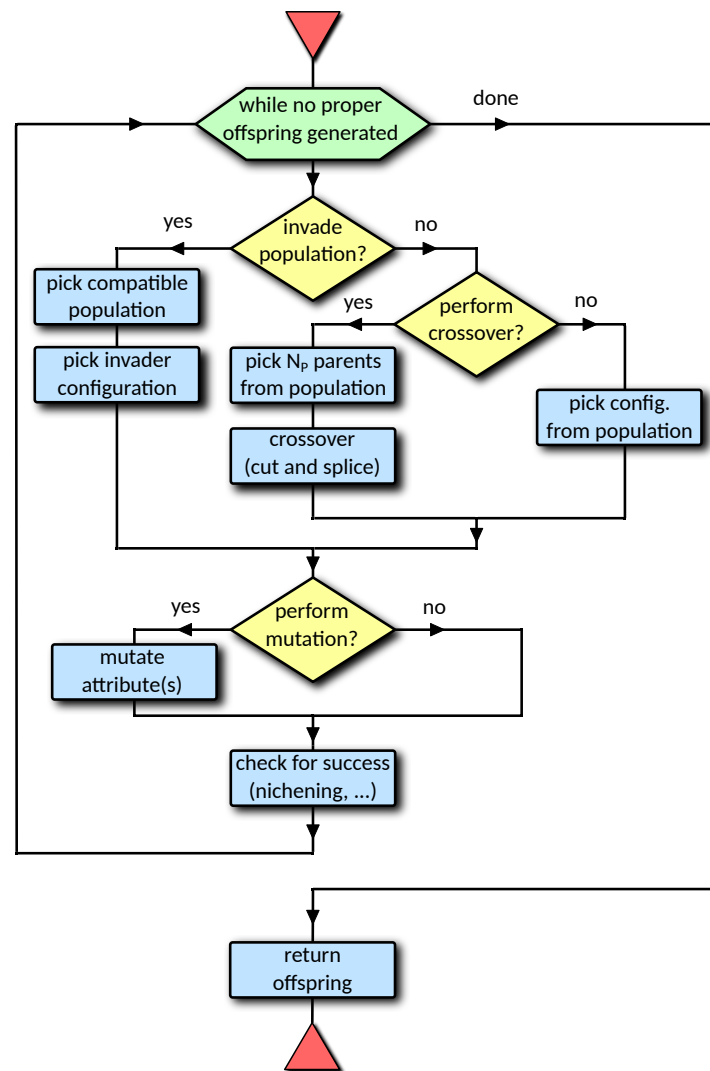 while no proper
offspring generated
done
yes
invade
population?
no
pick compatible
population
yes
perform
crossover?
no
pick invader
configuration
pick Nₚ parents
from population
pick config.
from population
crossover
(cut and splice)
yes
perform
mutation?
no
mutate
attribute(s)
check for success
(nichening, ...)
return
offspring